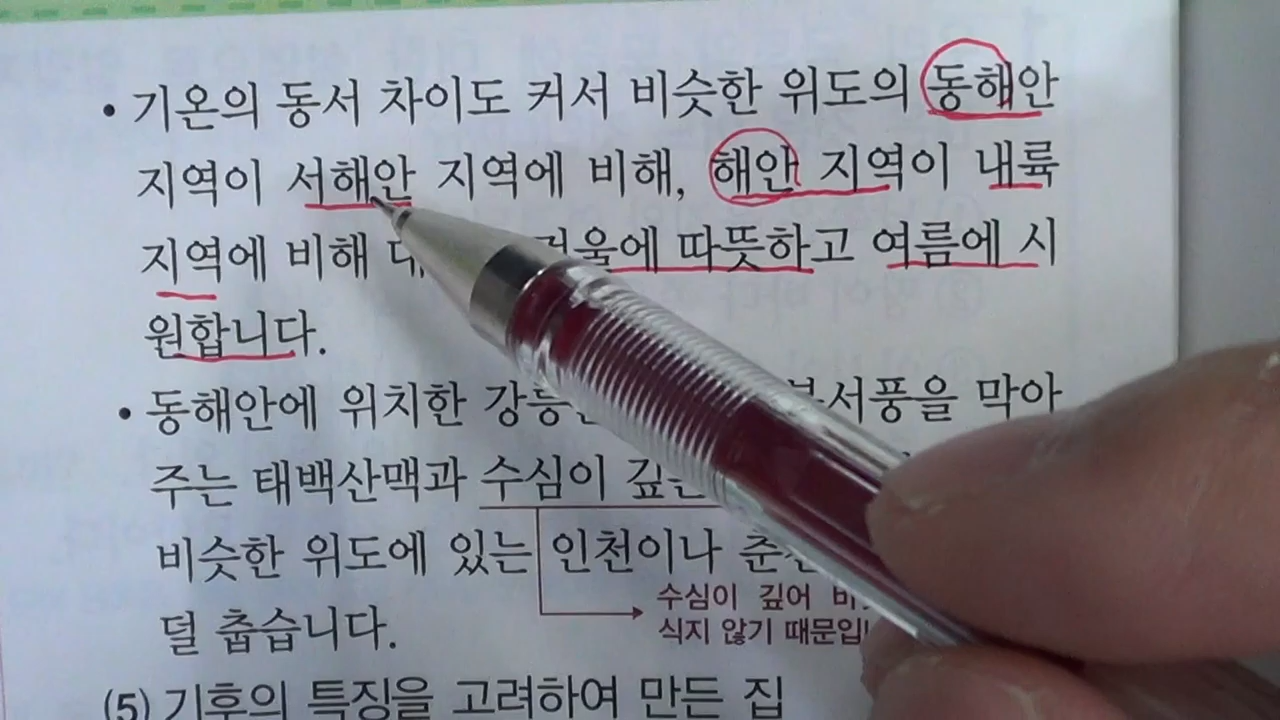 • 기온의 동서 차이도 커서 비슷한 위도의 동해안
지역이 서해안 지역에 비해, 해안 지역이 내륙
지역에 비해 겨울에 따뜻하고 여름에 시
원합니다.
• 동해안에 위치한 강릉은 북서풍을 막아
주는 태백산맥과 수심이 깊은
비슷한 위도에 있는 인천이나
덜 춥습니다.
수심이 깊어
식지 않기 때문입니
(5) 기후의 특징을 고려하여 만든 집